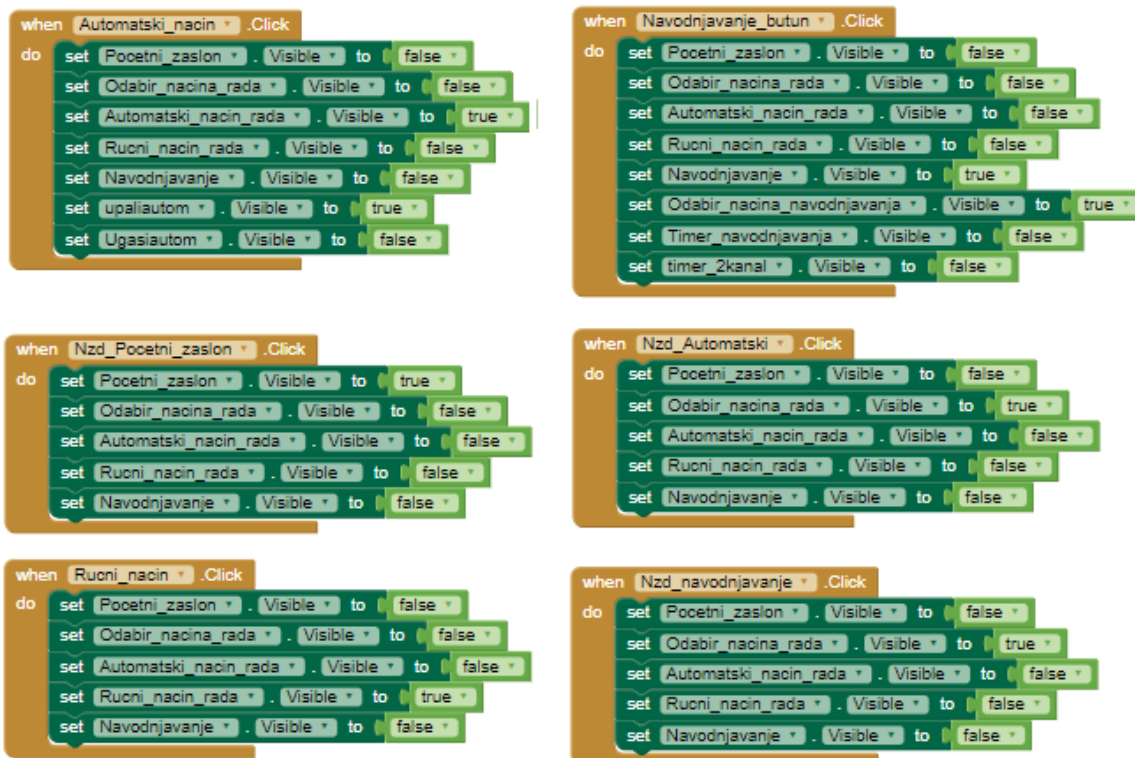 when Automatski_nacin .Click
do set Pocetni_zaslon . Visible to false
set Odabir_nacina_rada . Visible to false
set Automatski_nacin_rada . Visible to true
set Rucni_nacin_rada . Visible to false
set Navodnjavanje . Visible to false
set upaliautom . Visible to true
set Ugasiautom . Visible to false
when Navodnjavanje_butun .Click
do set Pocetni_zaslon . Visible to false
set Odabir_nacina_rada . Visible to false
set Automatski_nacin_rada . Visible to false
set Rucni_nacin_rada . Visible to false
set Navodnjavanje . Visible to true
set Odabir_nacina_navodnjavanja . Visible to true
set Timer_navodnjavanja . Visible to false
set timer_2kanal . Visible to false
when Nzd_Pocetni_zaslon .Click
do set Pocetni_zaslon . Visible to true
set Odabir_nacina_rada . Visible to false
set Automatski_nacin_rada . Visible to false
set Rucni_nacin_rada . Visible to false
set Navodnjavanje . Visible to false
when Nzd_Automatski .Click
do set Pocetni_zaslon . Visible to false
set Odabir_nacina_rada . Visible to true
set Automatski_nacin_rada . Visible to false
set Rucni_nacin_rada . Visible to false
set Navodnjavanje . Visible to false
when Rucni_nacin .Click
do set Pocetni_zaslon . Visible to false
set Odabir_nacina_rada . Visible to false
set Automatski_nacin_rada . Visible to false
set Rucni_nacin_rada . Visible to true
set Navodnjavanje . Visible to false
when Nzd_navodnjavanje .Click
do set Pocetni_zaslon . Visible to false
set Odabir_nacina_rada . Visible to true
set Automatski_nacin_rada . Visible to false
set Rucni_nacin_rada . Visible to false
set Navodnjavanje . Visible to false